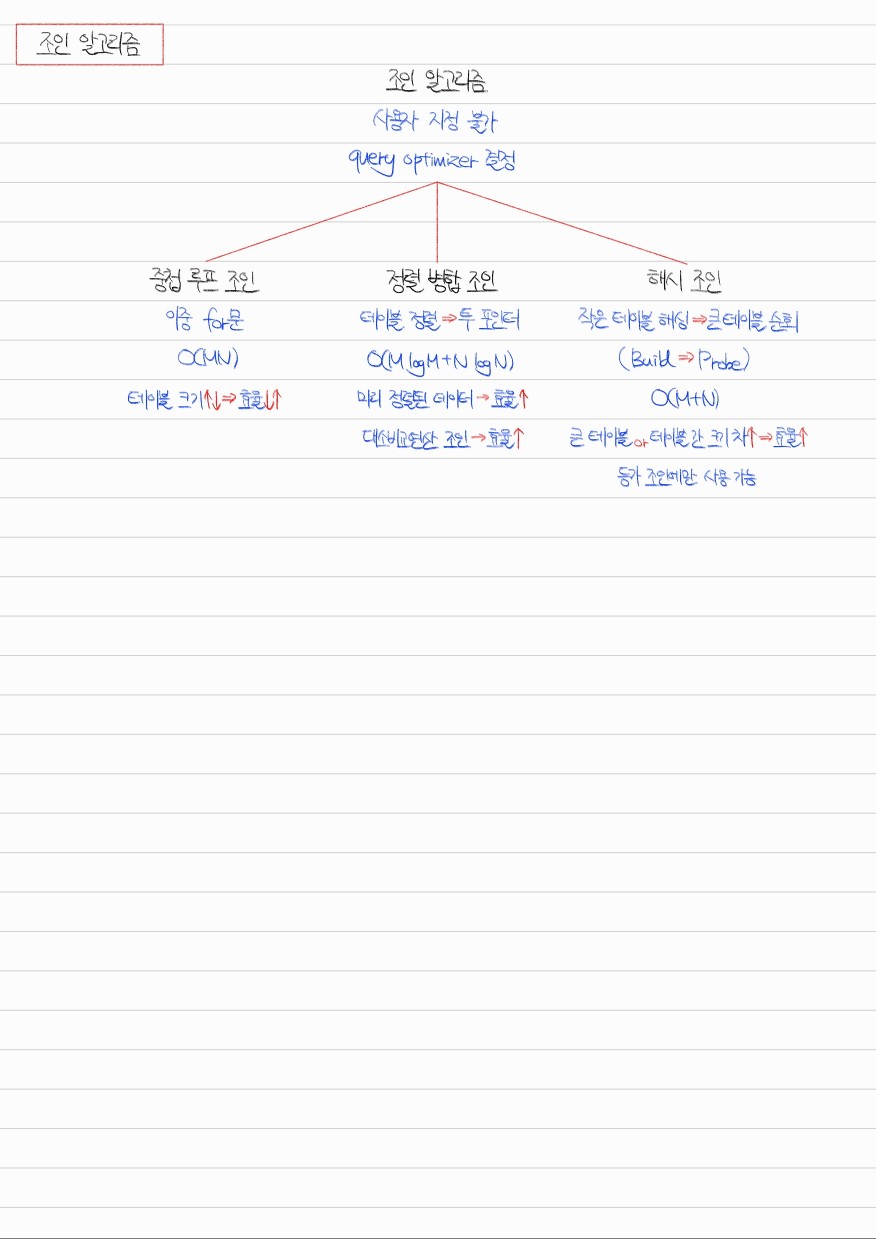 조인 알고리즘
조인 알고리즘
사용자 지정 불가
query optimizer 결정
중첩 루프 조인
이중 for문
O(MN)
테이블 크기↑↓⇒효율↓↑
정렬 병합 조인
테이블 정렬⇒투 포인터
O(M log M + N log N)
미리 정렬된 데이터→효율↑
대소비교연산 조인→효율↑
해시 조인
작은 테이블 해싱⇒큰 테이블 순회
(Build ⇒ Probe)
O(M+N)
큰 테이블 or 테이블 간 크기 차↑⇒효율↑
등가 조인에만 사용 가능